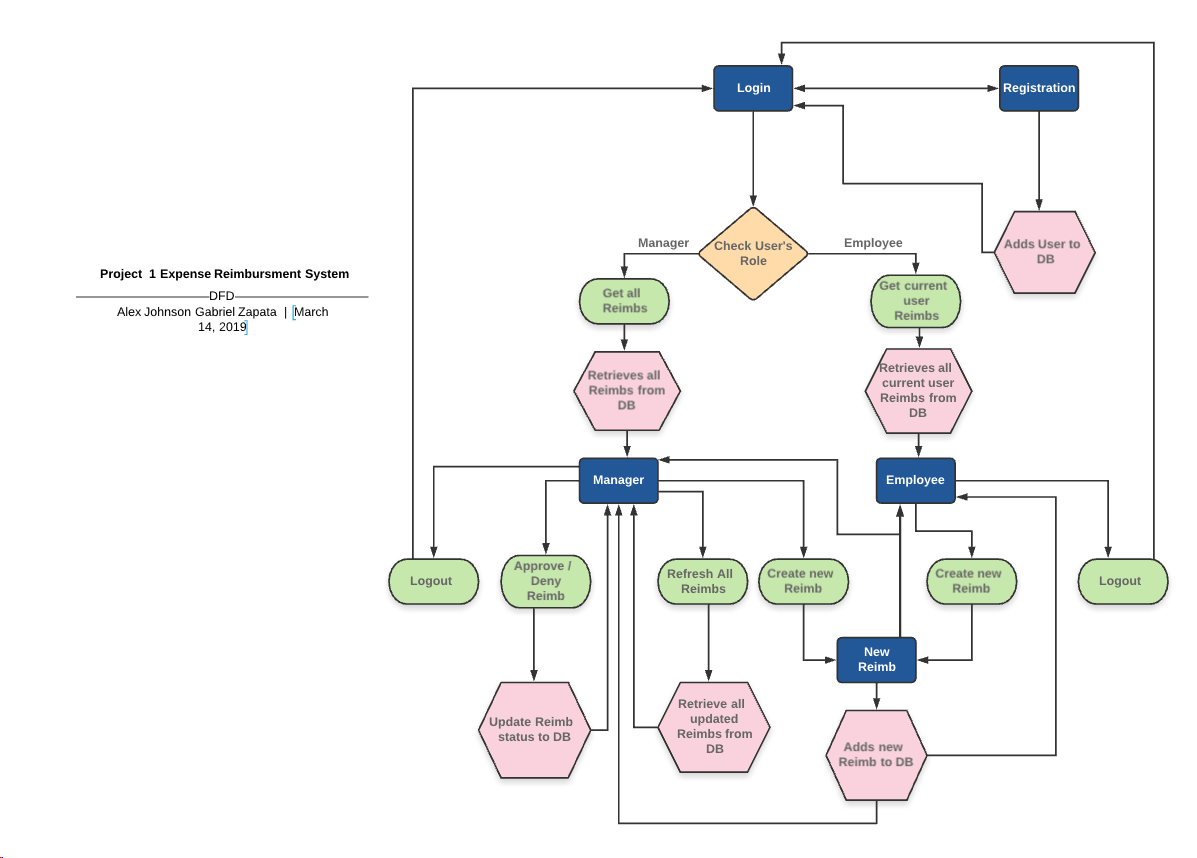 Login
Registration
Check User's
Role
Manager
Employee
Adds User to
DB
Project 1 Expense Reimbursment System
DFD
Alex Johnson Gabriel Zapata | [March
14, 2019]
Get all
Reimbs
Get current
user
Reimbs
Retrieves all
Reimbs from
DB
Retrieves all
current user
Reimbs from
DB
Manager
Employee
Logout
Approve /
Deny
Reimb
Refresh All
Reimbs
Create new
Reimb
Create new
Reimb
Logout
New
Reimb
Update Reimb
status to DB
Retrieve all
updated
Reimbs from
DB
Adds new
Reimb to DB